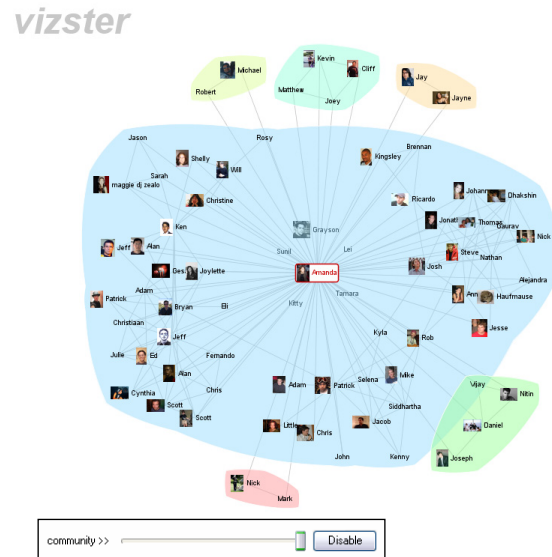 vizster
Michael
Robert
Kevin
Cliff
Matthew
Joey
Jay
Jayne
Jason
Rosy
Brennan
Shelly
Kingsley
Will
Sarah
maggie dj zealo
Christine
Ricardo
Dhakshin
Ken
Grayson
Thomas
Gaurav
Nick
Jeff
Alan
Sunil
Lei
Steve
Nathan
Josh
Joylette
Amanda
Alejandra
Adam
Patrick
Bryan
Eli
Kitty
Tamara
Ann
Haufmause
Christiaan
Jeff
Kyla
Rob
Jesse
Julie
Ed
Fernando
Alan
Adam
Patrick
Selena
Mike
Vijay
Nitin
Cynthia
Chris
Scott
Scott
Siddhartha
Little
Chris
Jacob
Daniel
John
Kenny
Joseph
Nick
Mark
community >>
Disable